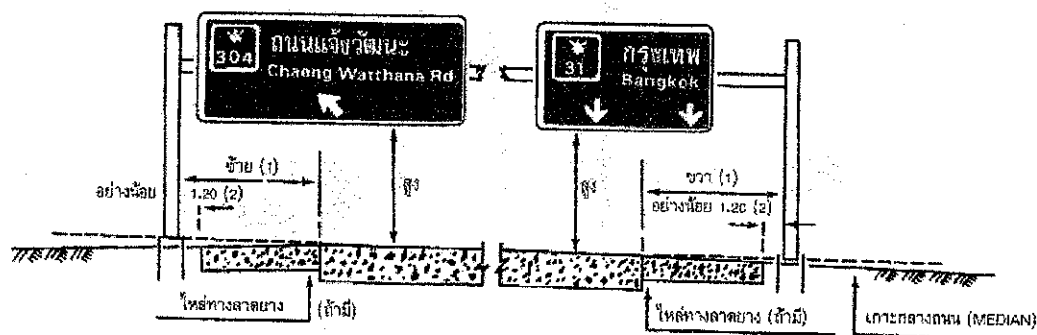 304
ถนนแจ้งวัฒนะ
Chaeng Watthana Rd
31
กรุงเทพ
Bangkok
ซ้าย (1)
อย่างน้อย
1.20 (2)
สูง
สูง
ขวา (1)
อย่างน้อย 1.20 (2)
ไหล่ทางลาดยาง (ถ้ามี)
ไหล่ทางลาดยาง (ถ้ามี)
เกาะกลางถนน (MEDIAN)